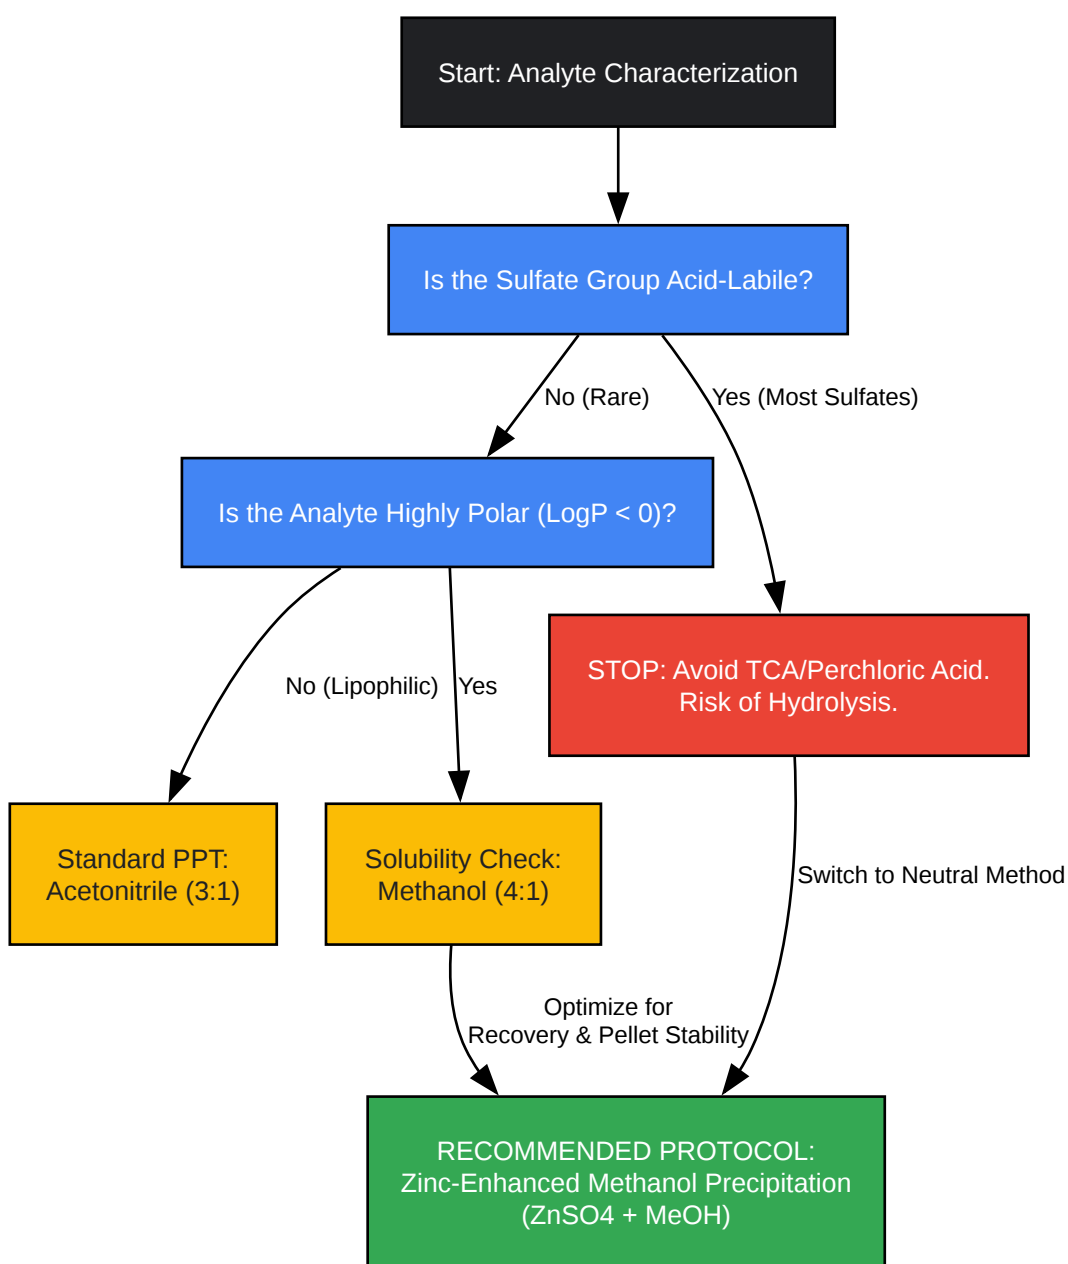 Start: Analyte Characterization
Is the Sulfate Group Acid-Labile?
No (Rare)
Yes (Most Sulfates)
Is the Analyte Highly Polar (LogP < 0)?
STOP: Avoid TCA/Perchloric Acid.
Risk of Hydrolysis.
No (Lipophilic)
Yes
Standard PPT:
Acetonitrile (3:1)
Solubility Check:
Methanol (4:1)
Switch to Neutral Method
Optimize for
Recovery & Pellet Stability
RECOMMENDED PROTOCOL:
Zinc-Enhanced Methanol Precipitation
(ZnSO4 + MeOH)